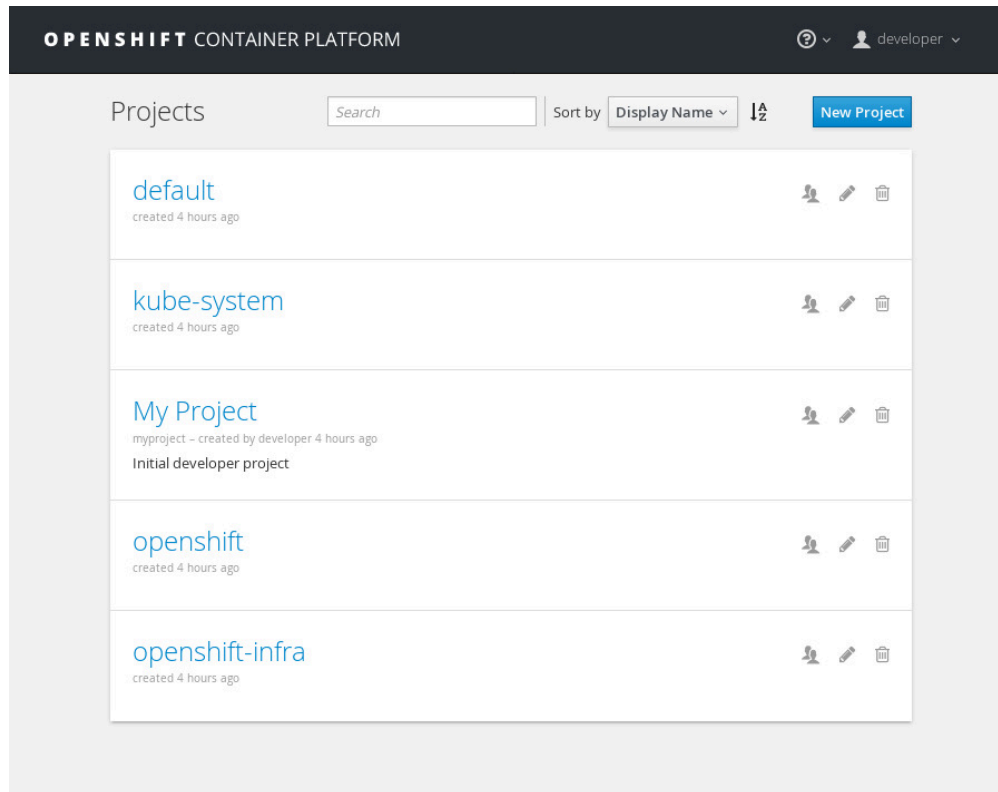 OPENSHIFT CONTAINER PLATFORM
developer
Projects
Search
Sort by
Display Name
New Project
default
created 4 hours ago
kube-system
created 4 hours ago
My Project
myproject – created by developer 4 hours ago
Initial developer project
openshift
created 4 hours ago
openshift-infra
created 4 hours ago